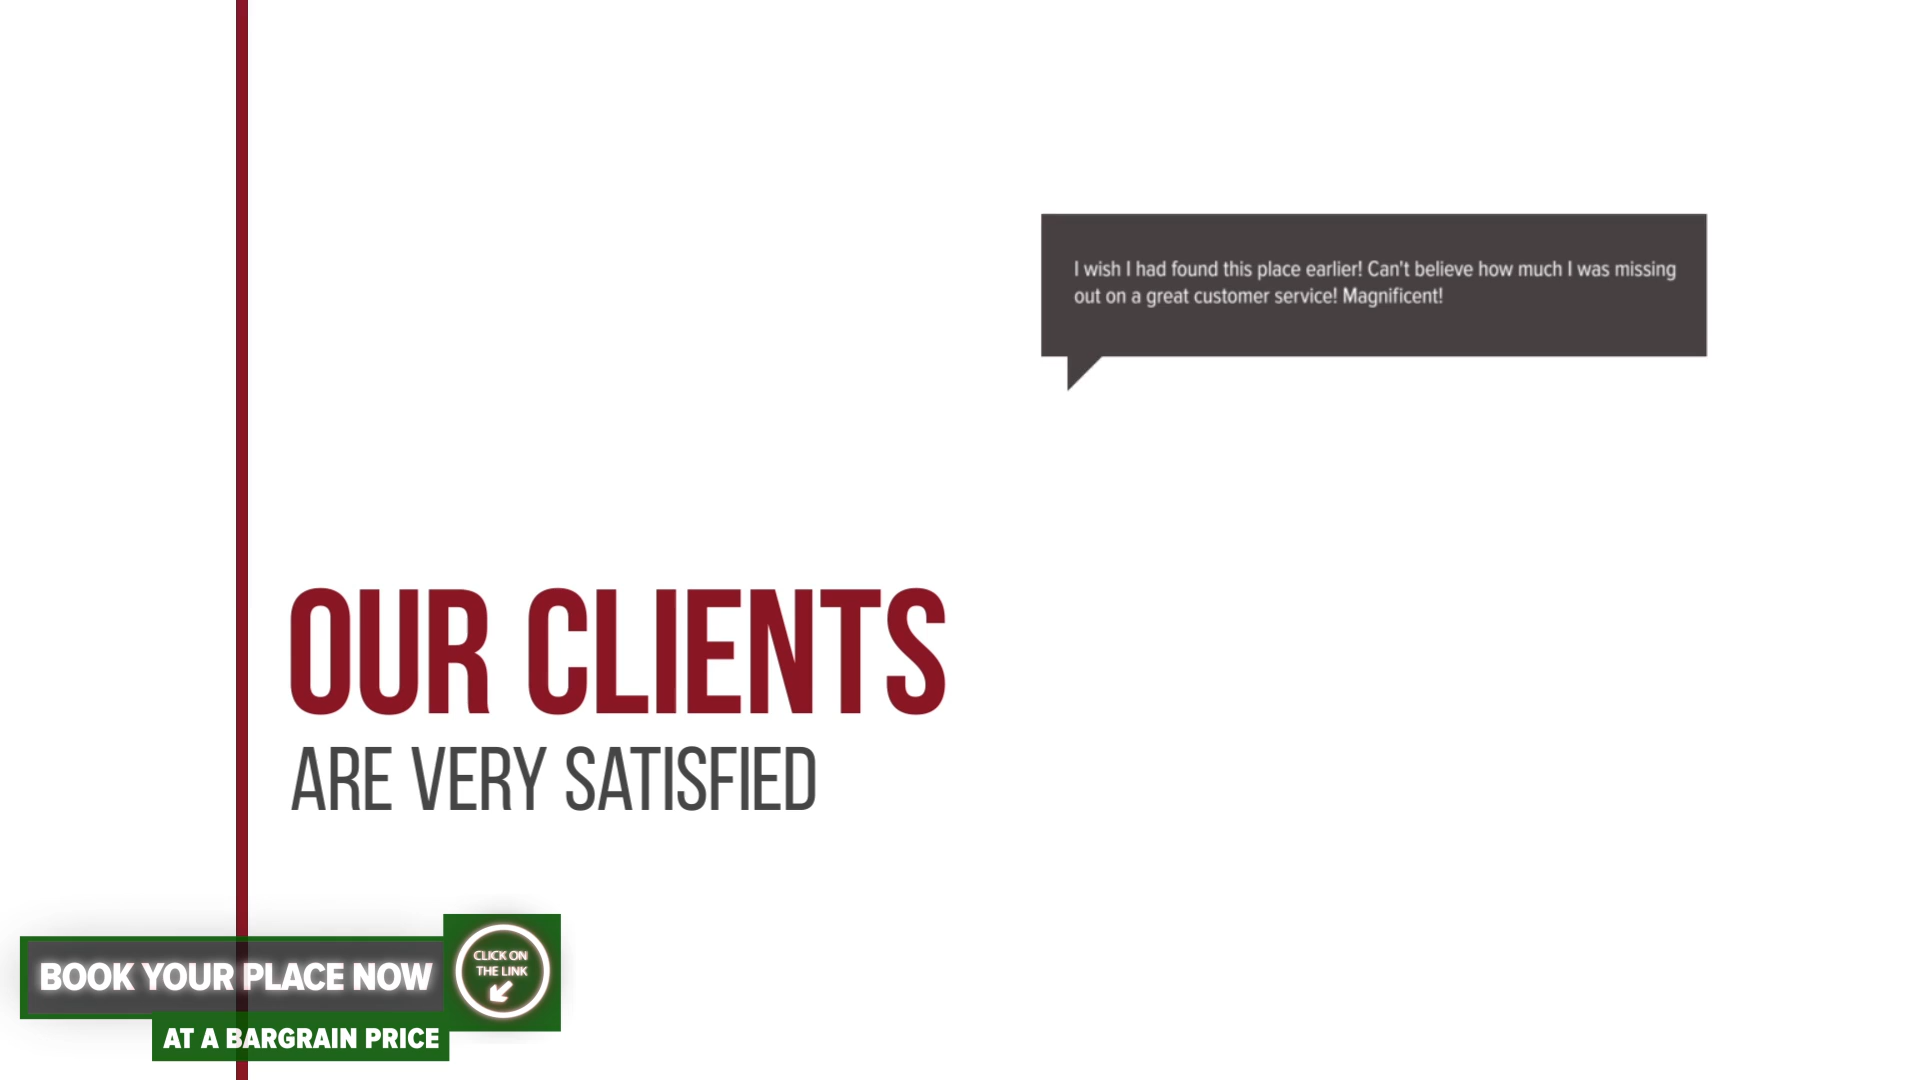 I wish I had found this place earlier! Can't believe how much I was missing
out on a great customer service! Magnificent!
OUR CLIENTS
ARE VERY SATISFIED
BOOK YOUR PLACE NOW
CLICK ON
THE LINK
AT A BARGRAIN PRICE